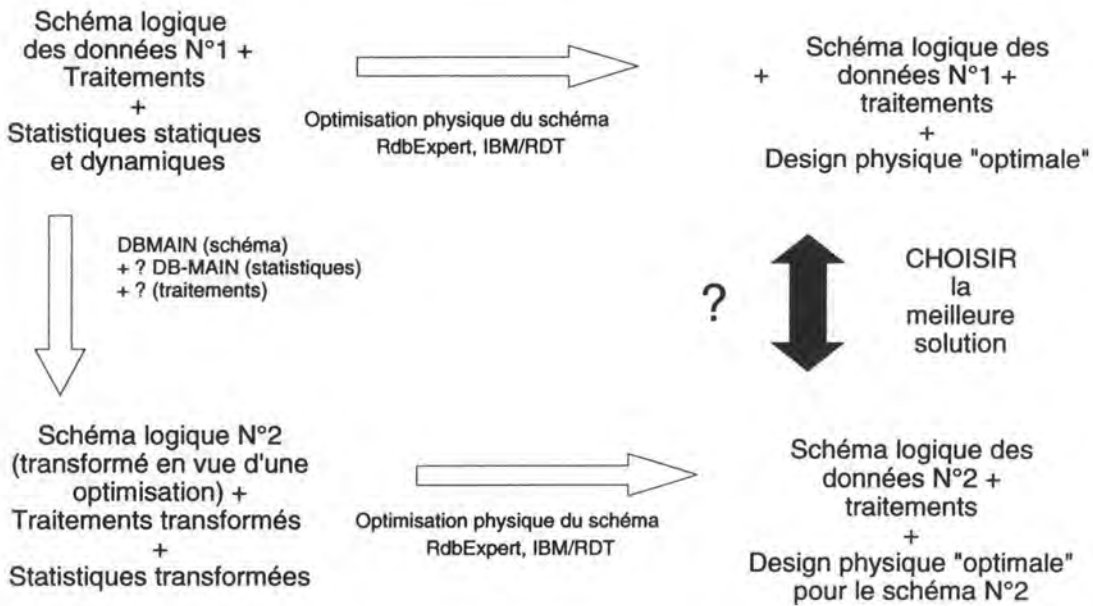 Schéma logique
des données N°1 +
Traitements
+
Statistiques statiques
et dynamiques
Optimisation physique du schéma
RdbExpert, IBM/RDT
+ Schéma logique des
données N°1 +
traitements
+
Design physique "optimale"
DBMAIN (schéma)
+ ? DB-MAIN (statistiques)
+ ? (traitements)
?
CHOISIR
la
meilleure
solution
Schéma logique N°2
(transformé en vue d'une
optimisation) +
Traitements transformés
+
Statistiques transformées
Optimisation physique du schéma
RdbExpert, IBM/RDT
Schéma logique des
données N°2 +
traitements
+
Design physique "optimale"
pour le schéma N°2